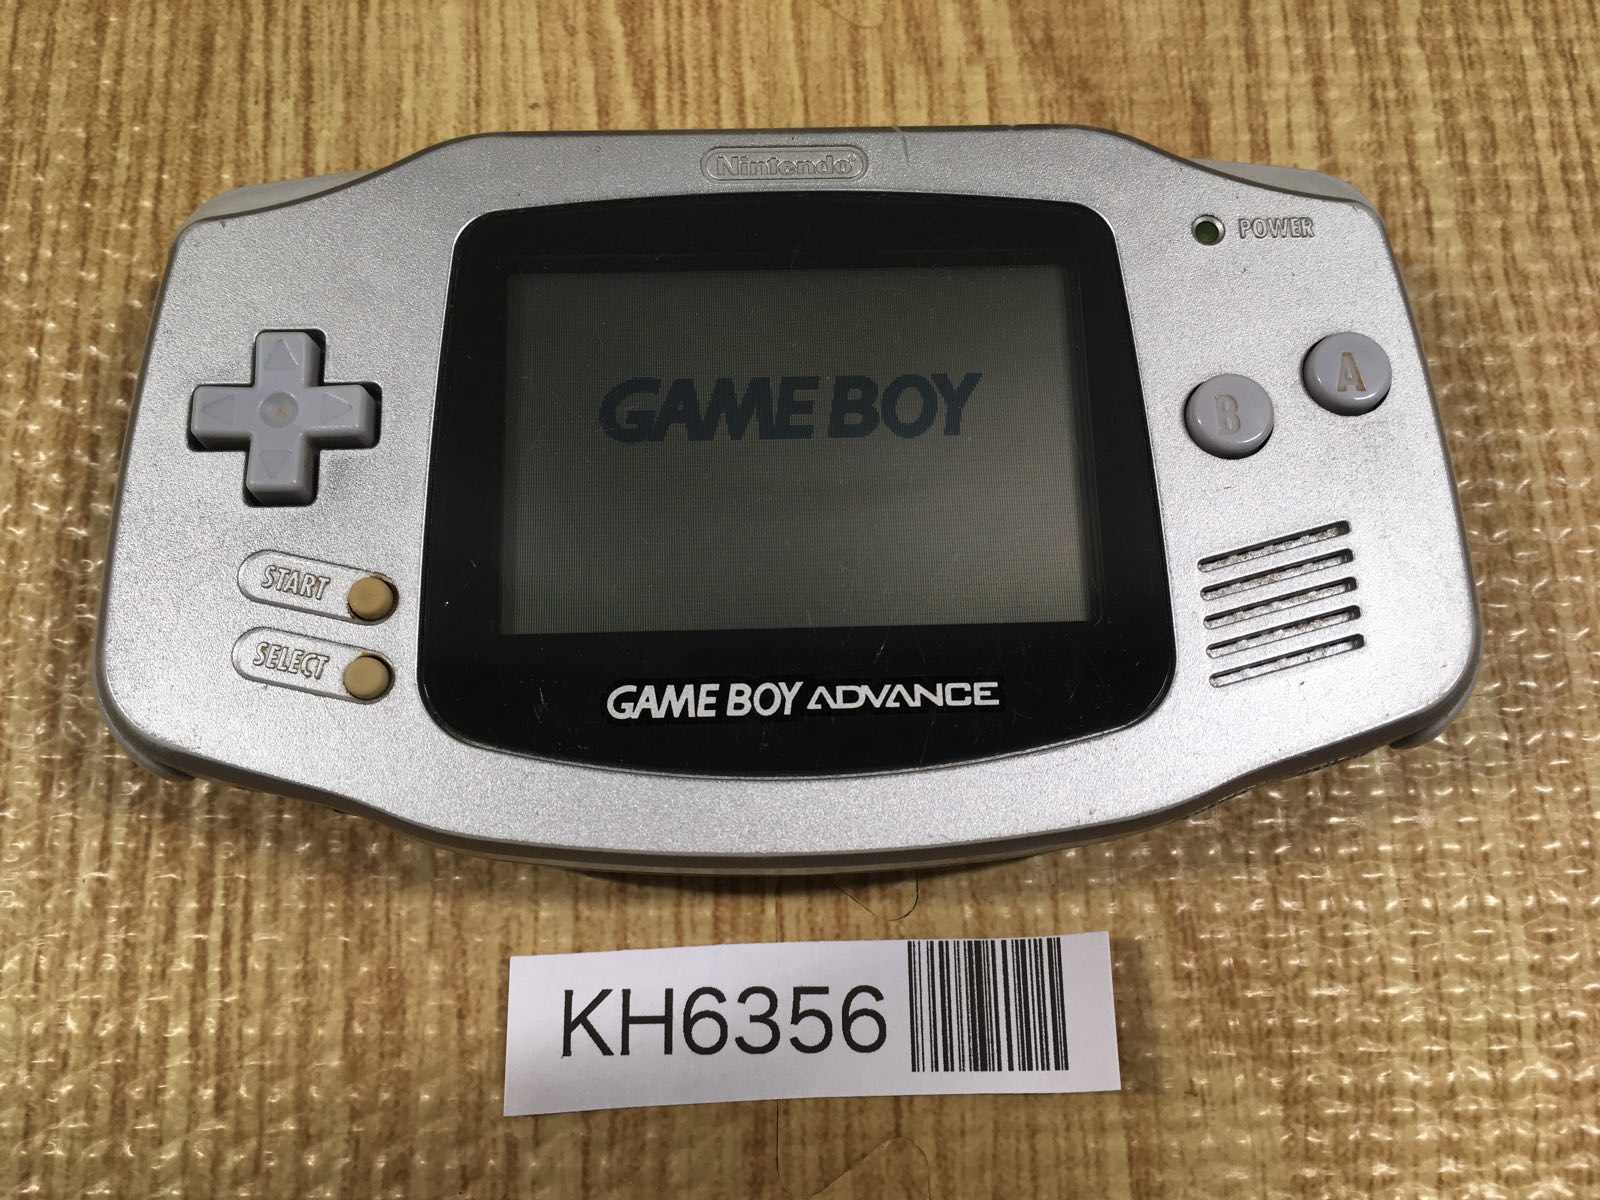 Nintendo
POWER
GAME BOY
A
B
START
SELECT
GAME BOY ADVANCE
KH6356